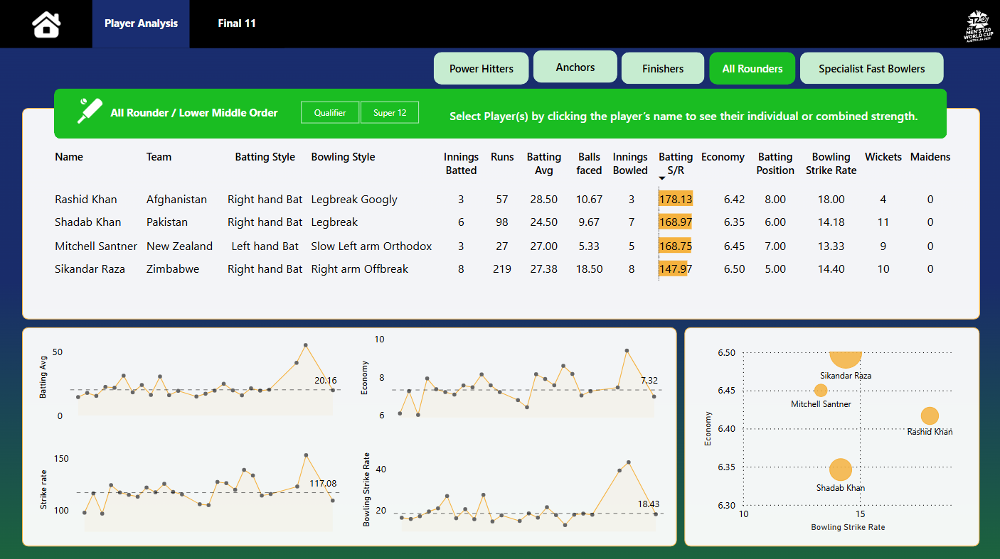 Player Analysis
Final 11
T20
ICC
MEN'S T20
WORLD CUP
AUSTRALIA 2022
Power Hitters
Anchors
Finishers
All Rounders
Specialist Fast Bowlers
All Rounder / Lower Middle Order
Qualifier
Super 12
Select Player(s) by clicking the player's name to see their individual or combined strength.
Name Team Batting Style Bowling Style Innings Batted Runs Batting Avg Balls faced Innings Bowled Batting S/R Economy Batting Position Bowling Strike Rate Wickets Maidens
Rashid Khan Afghanistan Right hand Bat Legbreak Googly 3 57 28.50 10.67 3 178.13 6.42 8.00 18.00 4 0
Shadab Khan Pakistan Right hand Bat Legbreak 6 98 24.50 9.67 7 168.97 6.35 6.00 14.18 11 0
Mitchell Santner New Zealand Left hand Bat Slow Left arm Orthodox 3 27 27.00 5.33 5 168.75 6.45 7.00 13.33 9 0
Sikandar Raza Zimbabwe Right hand Bat Right arm Offbreak 8 219 27.38 18.50 8 147.97 6.50 5.00 14.40 10 0
Batting Avg
50
0
20.16
Economy
10
8
6
7.32
Strike rate
150
100
117.08
Bowling Strike Rate
40
20
18.43
Economy
6.50
6.45
6.40
6.35
6.30
Sikandar Raza
Mitchell Santner
Rashid Khan
Shadab Khan
10
15
Bowling Strike Rate